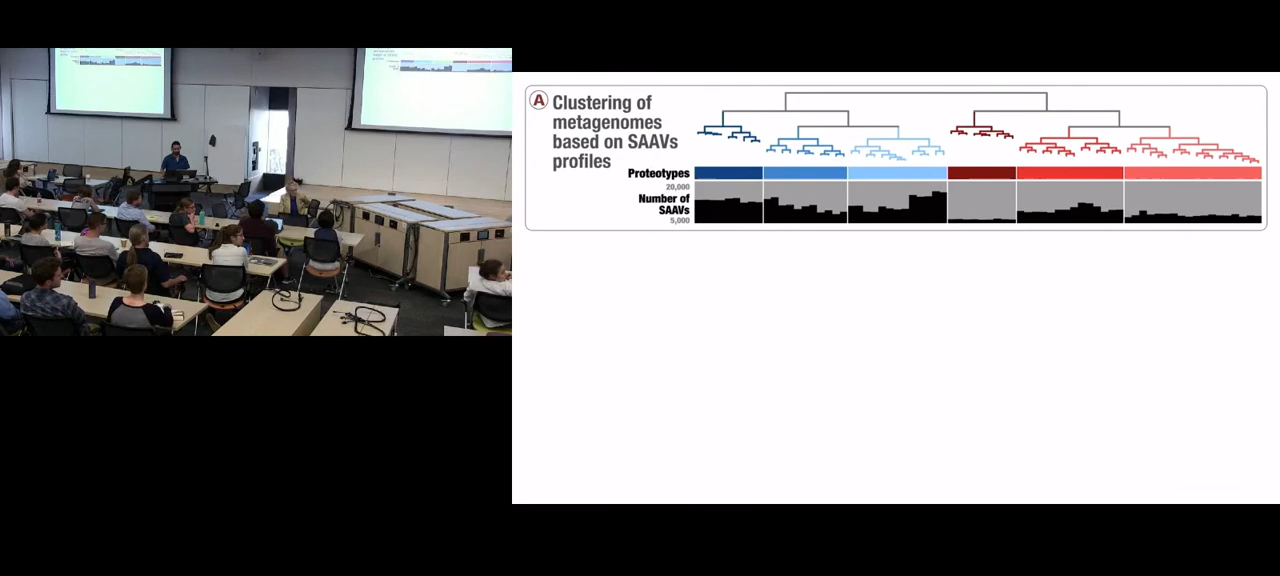 A
Clustering of
metagenomes
based on SAAVs
profiles
Proteotypes
20,000
Number of
SAAVs
5,000